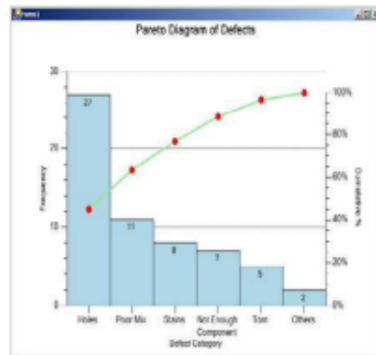 Pareto Diagram of Defects
30
20
10
0
Frequency
27
11
8
7
5
2
100%
80%
60%
40%
20%
0%
Cumulative %
Holes
Poor Mix
Stains
Not Enough
Component
Torn
Others
Defect Category